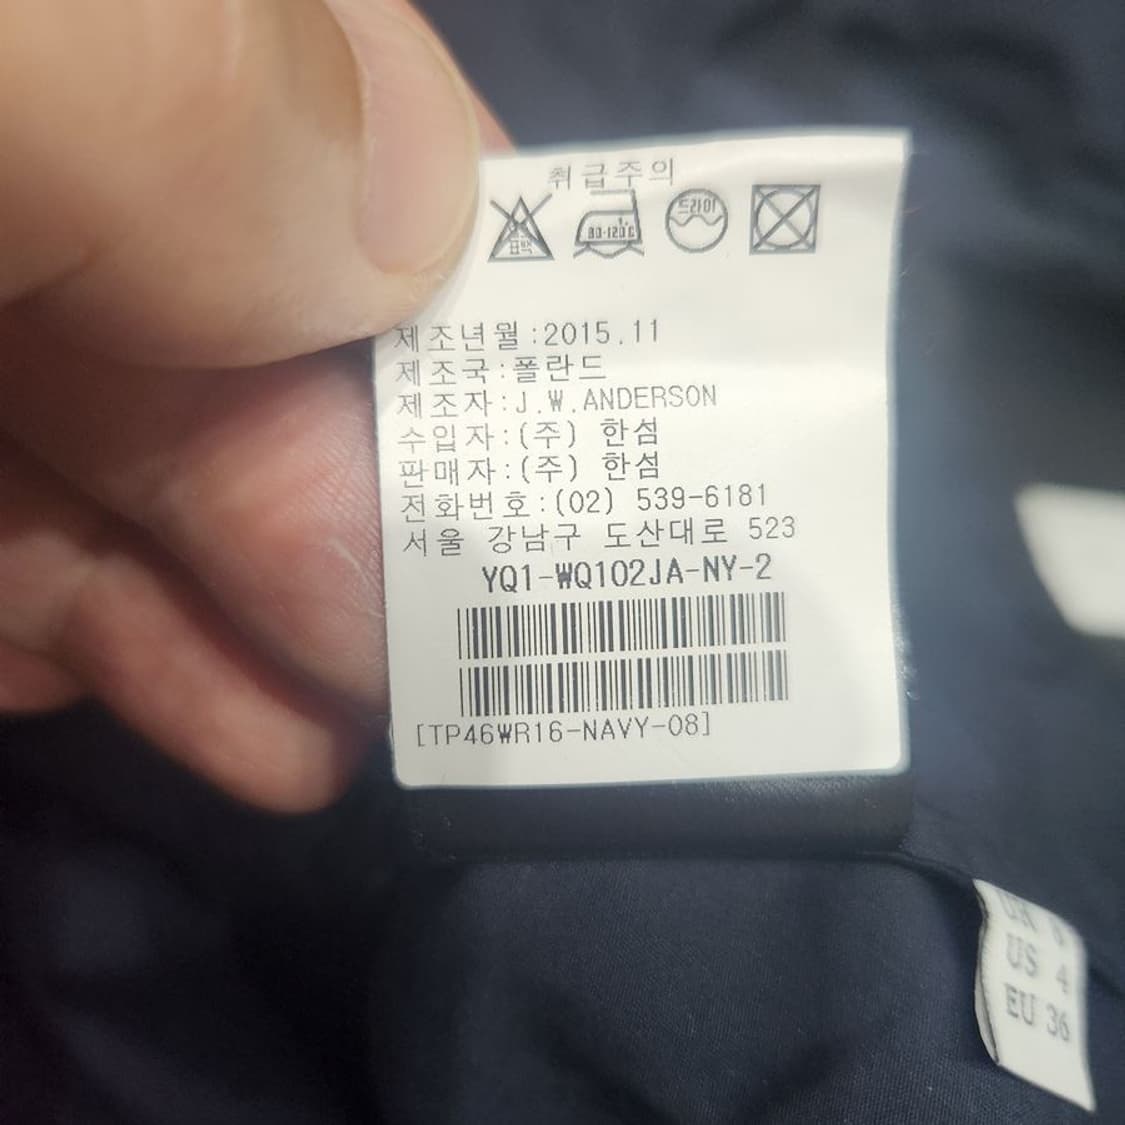 취급주의
표백
80-120℃
드라이
제조년월:2015.11
제조국:폴란드
제조자:J.W.ANDERSON
수입자:(주) 한섬
판매자:(주) 한섬
전화번호:(02) 539-6181
서울 강남구 도산대로 523
YQ1-WQ102JA-NY-2
[TP46WR16-NAVY-08]
US 4
EU 36